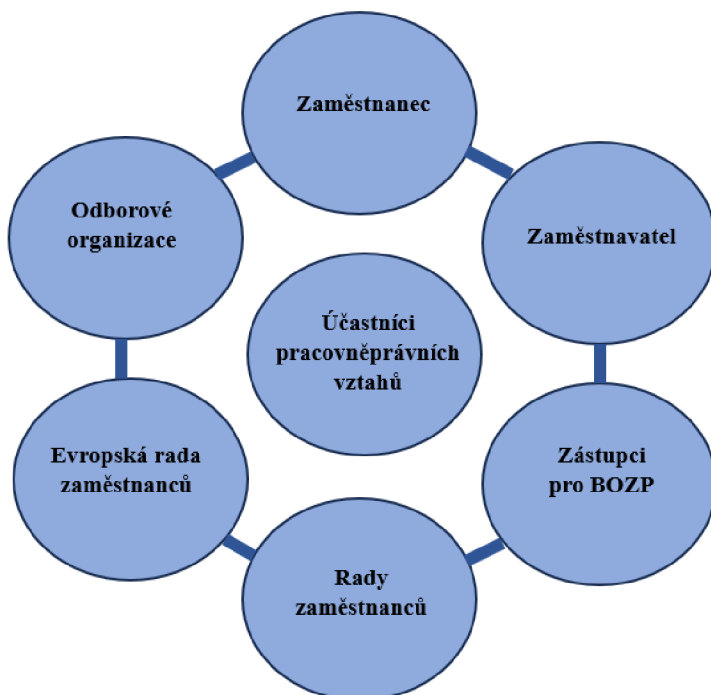 Zaměstnanec
Odborové
organizace
Zaměstnavatel
Účastníci
pracovněprávních
vztahů
Evropská rada
zaměstnanců
Zástupci
pro BOZP
Rady
zaměstnanců